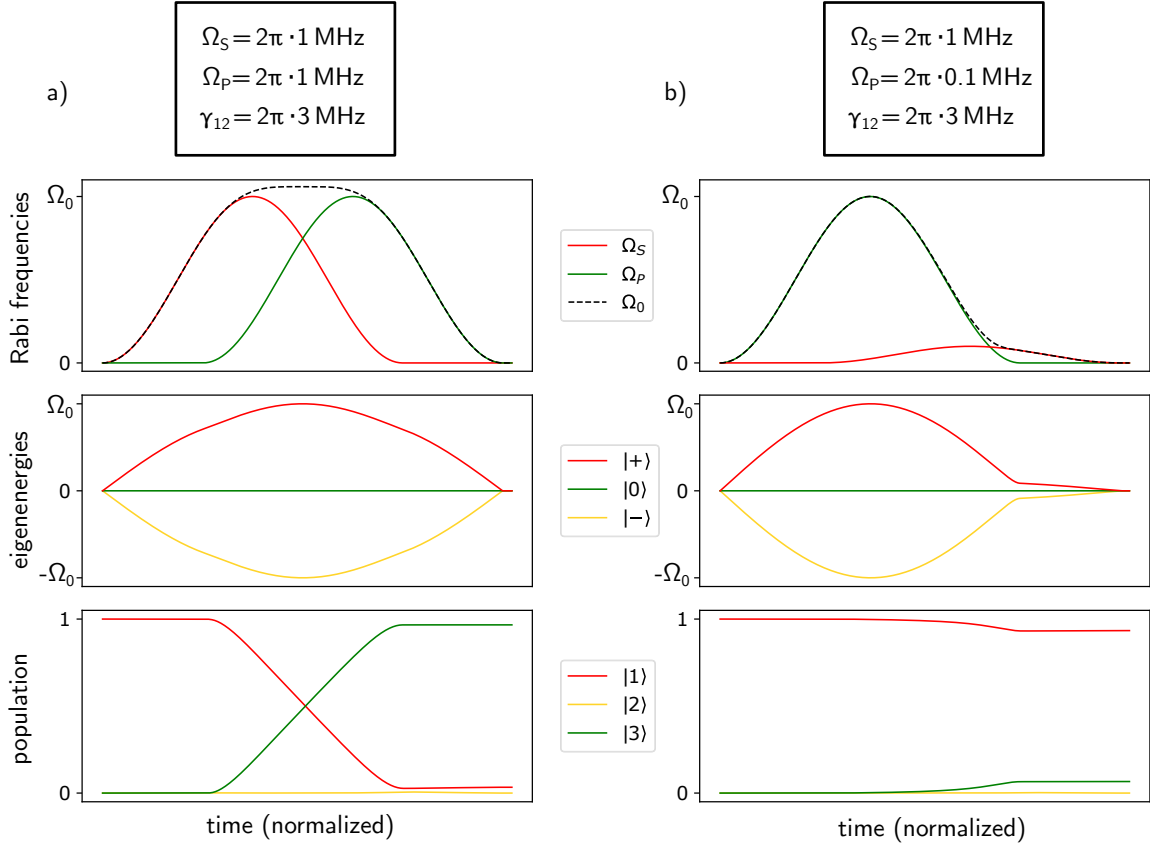 a)
Ω_S = 2π · 1 MHz
Ω_P = 2π · 1 MHz
γ_12 = 2π · 3 MHz
b)
Ω_S = 2π · 1 MHz
Ω_P = 2π · 0.1 MHz
γ_12 = 2π · 3 MHz
Rabi frequencies
Ω_0
0
Ω_S
Ω_P
Ω_0
Ω_0
0
eigenenergies
Ω_0
0
-Ω_0
|+⟩
|0⟩
|−⟩
Ω_0
0
-Ω_0
population
1
0
|1⟩
|2⟩
|3⟩
1
0
time (normalized)
time (normalized)